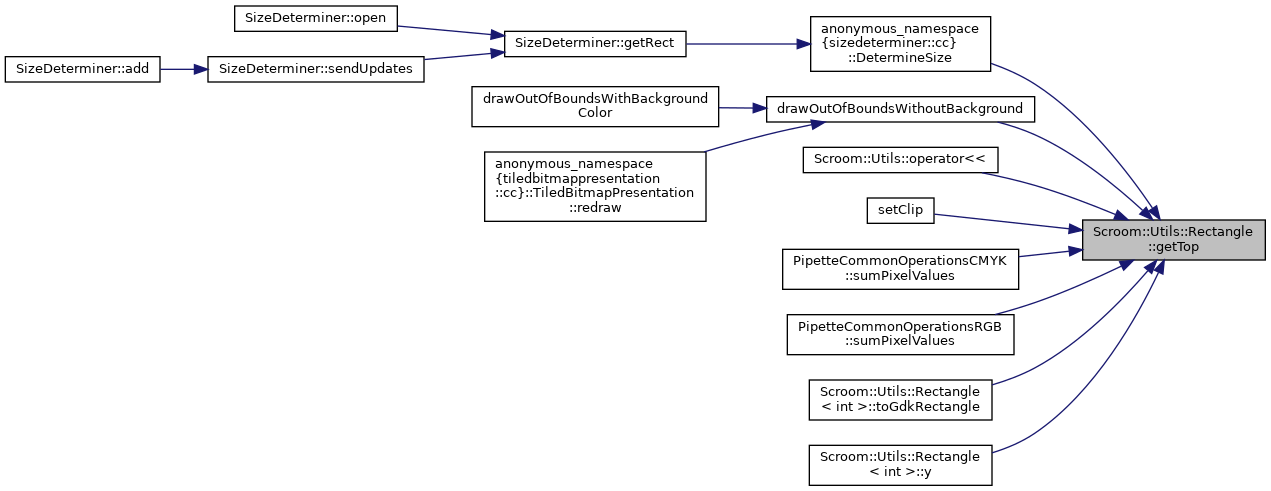 SizeDeterminer::open
SizeDeterminer::add
SizeDeterminer::sendUpdates
SizeDeterminer::getRect
anonymous_namespace
{sizedeterminer::cc}
::DetermineSize
drawOutOfBoundsWithBackground
Color
drawOutOfBoundsWithoutBackground
anonymous_namespace
{tiledbitmappresentation
::cc}::TiledBitmapPresentation
::redraw
Scroom::Utils::operator<<
setClip
Scroom::Utils::Rectangle
::getTop
PipetteCommonOperationsCMYK
::sumPixelValues
PipetteCommonOperationsRGB
::sumPixelValues
Scroom::Utils::Rectangle
< int >::toGdkRectangle
Scroom::Utils::Rectangle
< int >::y